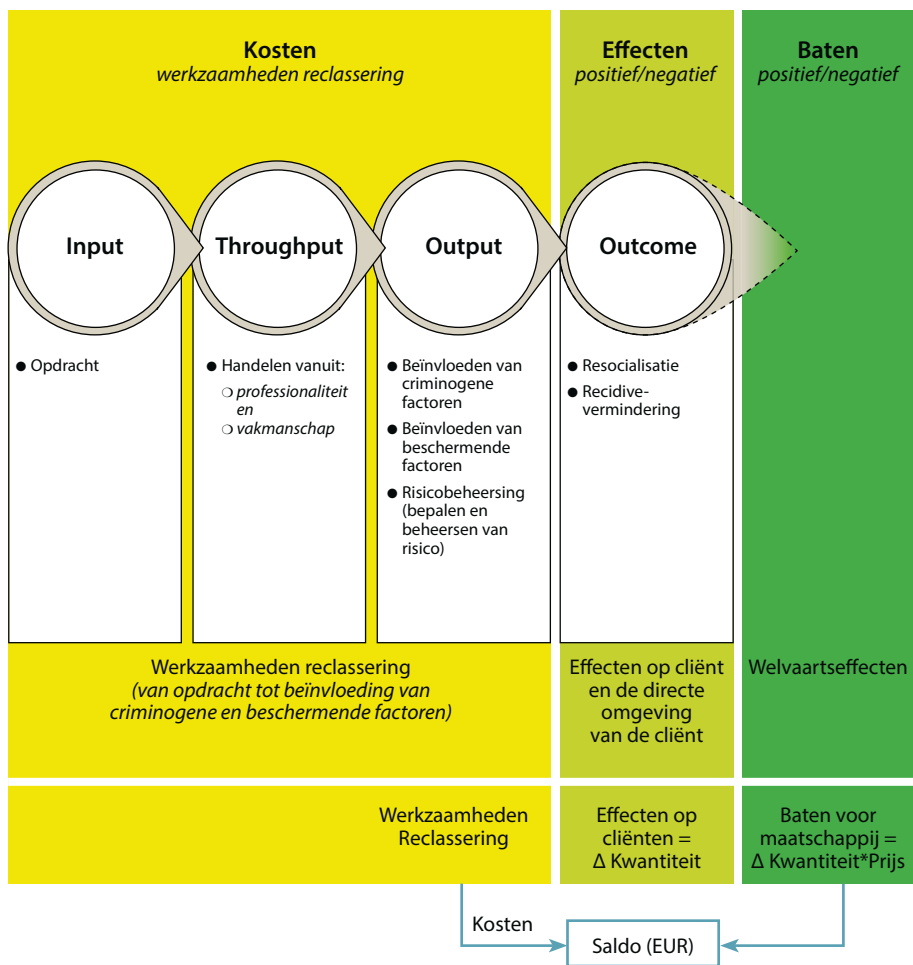 Kosten
werkzaamheden reclassering
Effecten
positief/negatief
Baten
positief/negatief
Input
Throughput
Output
Outcome
● Opdracht
● Handelen vanuit:
❍ professionaliteit
en
❍ vakmanschap
● Beïnvloeden van
criminogene
factoren
● Beïnvloeden van
beschermende
factoren
● Risicobeheersing
(bepalen en
beheersen van
risico)
● Resocialisatie
● Recidive-
vermindering
Werkzaamheden reclassering
(van opdracht tot beïnvloeding van
criminogene en beschermende factoren)
Effecten op cliënt
en de directe
omgeving
van de cliënt
Welvaartseffecten
Werkzaamheden
Reclassering
Effecten op
cliënten =
Δ Kwantiteit
Baten voor
maatschappij =
Δ Kwantiteit*Prijs
Kosten
Saldo (EUR)